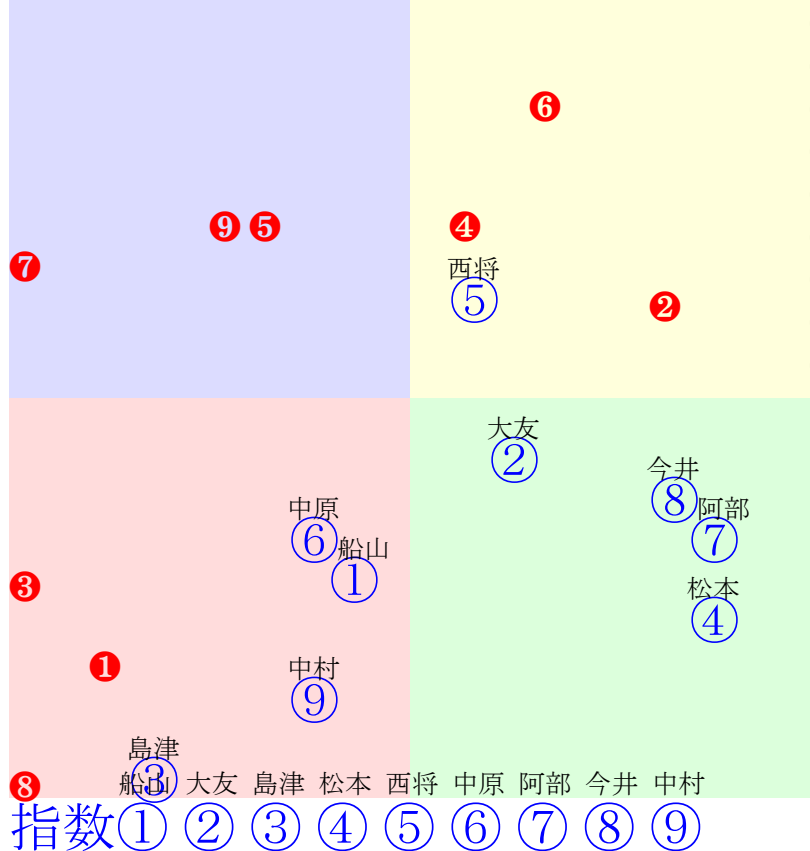 ❻
❾ ❺ ❹
❼ 西将
⑤ ❷
大友
② 今井
⑧ 阿部
中原 ⑦
⑥ 船山
① 松本
❸ ④
❶ 中村
⑨
島津
③
❽ 船山 大友 島津 松本 西将 中原 阿部 今井 中村
指数① ② ③ ④ ⑤ ⑥ ⑦ ⑧ ⑨